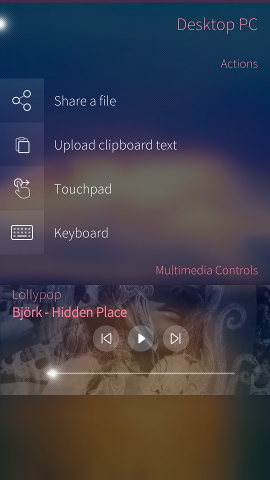 Desktop PC
Actions
Share a file
Upload clipboard text
Touchpad
Keyboard
Multimedia Controls
Lollypop
Björk - Hidden Place